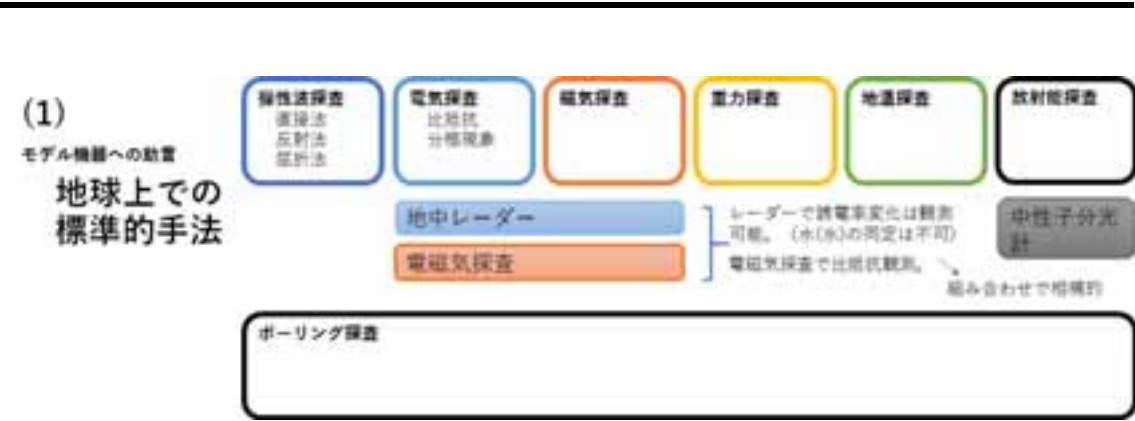 (1)
モデル機器への助言
地球上での
標準的手法
弾性波探査
直接法
反射法
屈折法
電気探査
比抵抗
分極現象
磁気探査
重力探査
地温探査
放射能探査
地中レーダー
電磁気探査
レーダーで誘電率変化は観測
可能。（水(氷)の同定は不可）
電磁気探査で比抵抗観測。
組み合わせで相補的
中性子分光
計
ボーリング探査